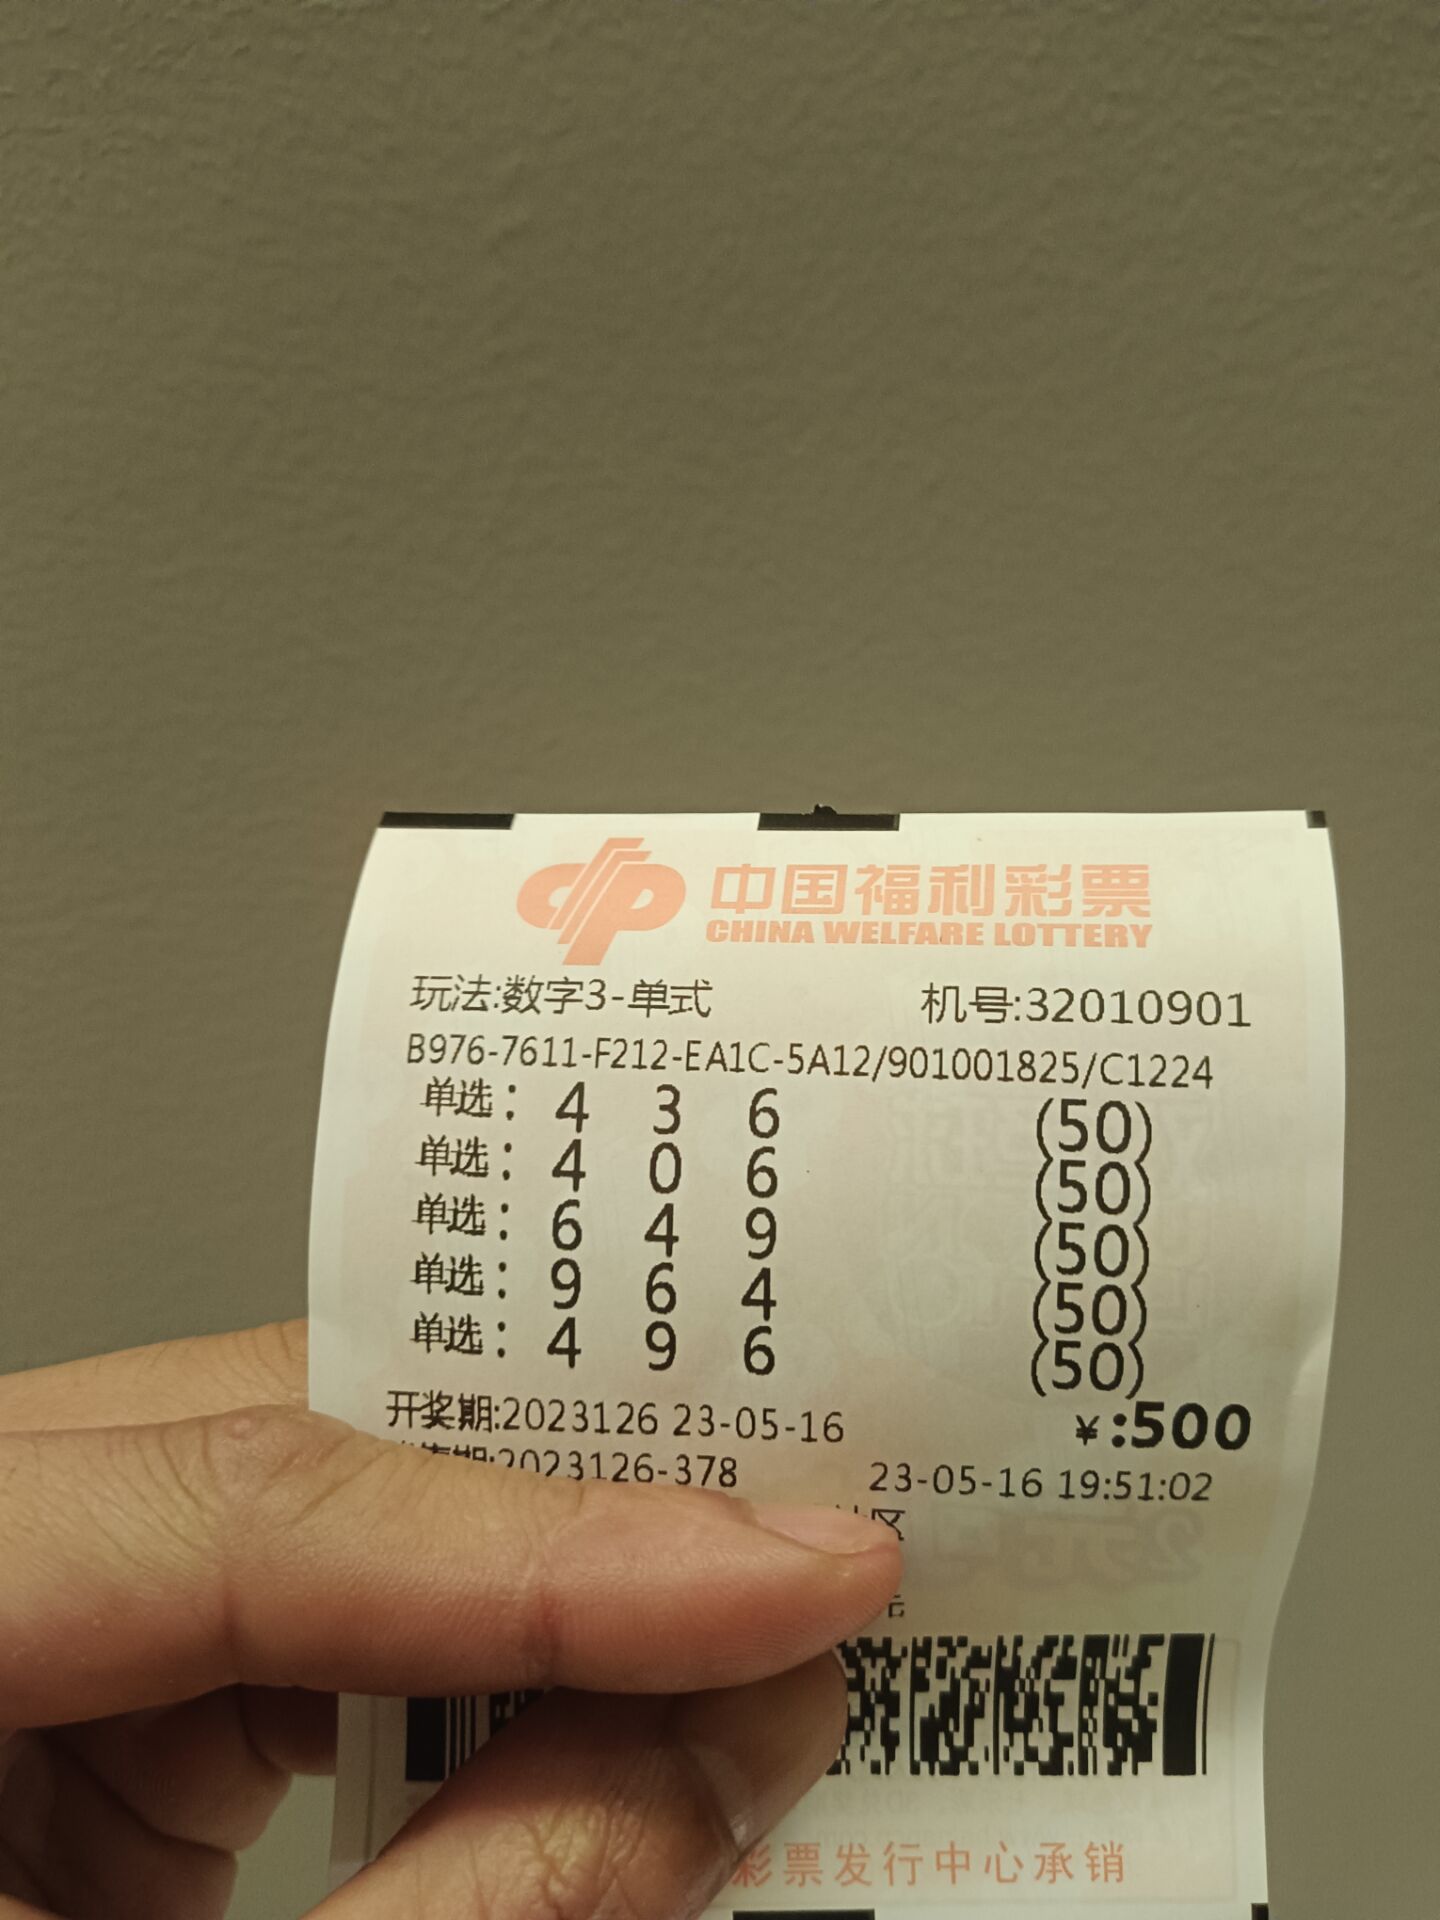 中国福利彩票
CHINA WELFARE LOTTERY
玩法:数字3-单式 机号:32010901
B976-7611-F212-EA1C-5A12/901001825/C1224
单选: 4 3 6 (50)
单选: 4 0 6 (50)
单选: 6 4 9 (50)
单选: 9 6 4 (50)
单选: 4 9 6 (50)
开奖期:2023126 23-05-16 ¥:500
期:2023126-378 23-05-16 19:51:02
区
彩票发行中心承销